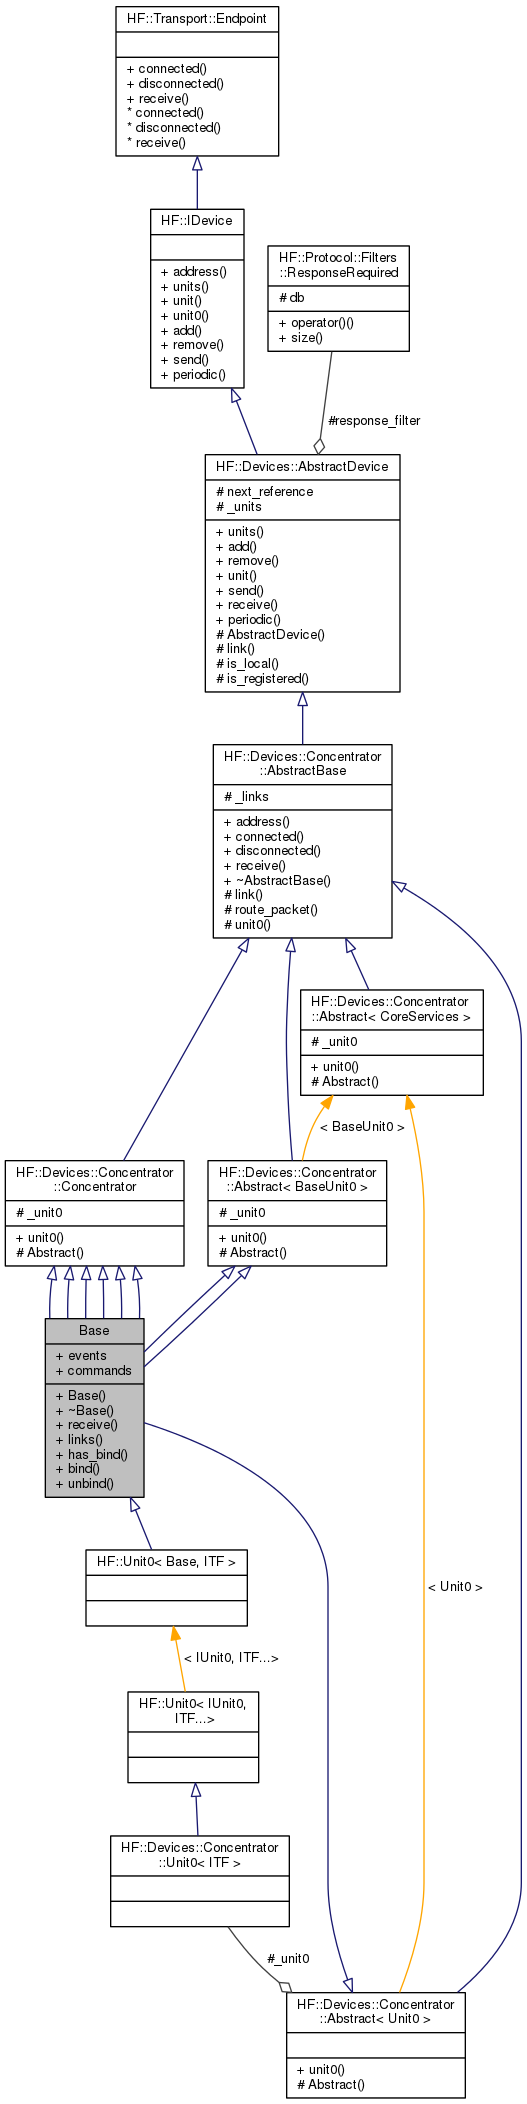 HF::Transport::Endpoint
+ connected()
+ disconnected()
+ receive()
* connected()
* disconnected()
* receive()
HF::IDevice
+ address()
+ units()
+ unit()
+ unit0()
+ add()
+ remove()
+ send()
+ periodic()
HF::Protocol::Filters
::ResponseRequired
# db
+ operator()()
+ size()
#response_filter
HF::Devices::AbstractDevice
# next_reference
# _units
+ units()
+ add()
+ remove()
+ unit()
+ send()
+ receive()
+ periodic()
# AbstractDevice()
# link()
# is_local()
# is_registered()
HF::Devices::Concentrator
::AbstractBase
# _links
+ address()
+ connected()
+ disconnected()
+ receive()
+ ~AbstractBase()
# link()
# route_packet()
# unit0()
HF::Devices::Concentrator
::Abstract< CoreServices >
# _unit0
+ unit0()
# Abstract()
< BaseUnit0 >
HF::Devices::Concentrator
::Concentrator
# _unit0
+ unit0()
# Abstract()
HF::Devices::Concentrator
::Abstract< BaseUnit0 >
# _unit0
+ unit0()
# Abstract()
Base
+ events
+ commands
+ Base()
+ ~Base()
+ receive()
+ links()
+ has_bind()
+ bind()
+ unbind()
HF::Unit0< Base, ITF >
< Unit0 >
< IUnit0, ITF...>
HF::Unit0< IUnit0,
ITF...>
HF::Devices::Concentrator
::Unit0< ITF >
#_unit0
HF::Devices::Concentrator
::Abstract< Unit0 >
+ unit0()
# Abstract()